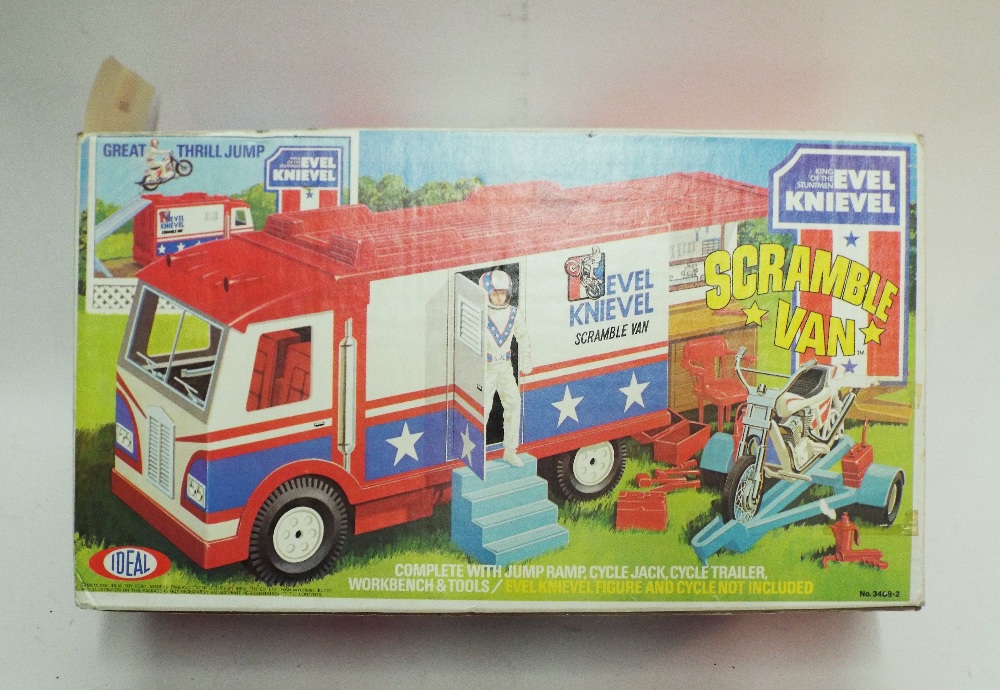 GREAT THRILL JUMP
KING
OF THE
STUNTMEN
EVEL
KNIEVEL
EVEL
KNIEVEL
SCRAMBLE VAN
KING
OF THE
STUNTMEN
EVEL
KNIEVEL
SCRAMBLE
VAN™
EVEL
KNIEVEL
SCRAMBLE VAN
IDEAL
COMPLETE WITH JUMP RAMP, CYCLE JACK, CYCLE TRAILER,
WORKBENCH & TOOLS / EVEL KNIEVEL FIGURE AND CYCLE NOT INCLUDED
No. 3408-2